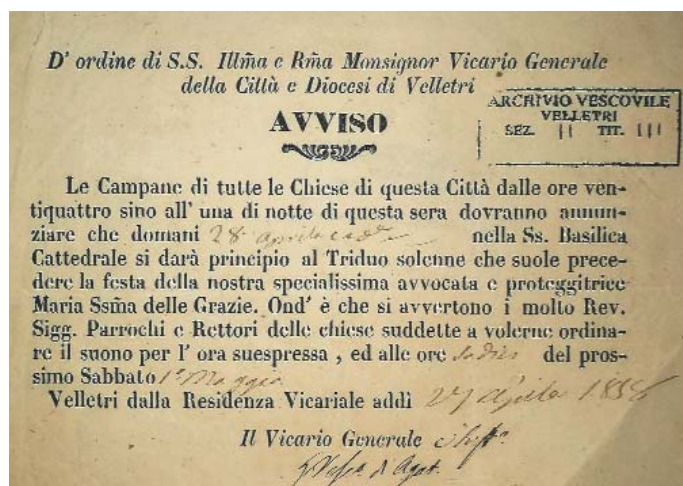 D' ordine di S.S. Illm̃a e Rm̃a Monsignor Vicario Generale
della Città e Diocesi di Velletri
ARCHIVIO VESCOVILE
VELLETRI
SEZ. II TIT. III
AVVISO
Le Campane di tutte le Chiese di questa Città dalle ore ven-
tiquattro sino all' una di notte di questa sera dovranno annun-
ziare che domani 28 aprile nella Ss. Basilica
Cattedrale si darà principio al Triduo solenne che suole prece-
dere la festa della nostra specialissima avvocata e proteggitrice
Maria Ssm̃a delle Grazie. Ond' è che si avvertono i molto Rev.
Sigg. Parrochi e Rettori delle chiese suddette a volerne ordina-
re il suono per l' ora suespressa , ed alle ore del pros-
simo Sabbato 1° Maggio
Velletri dalla Residenza Vicariale addì 27 Aprile
Il Vicario Generale